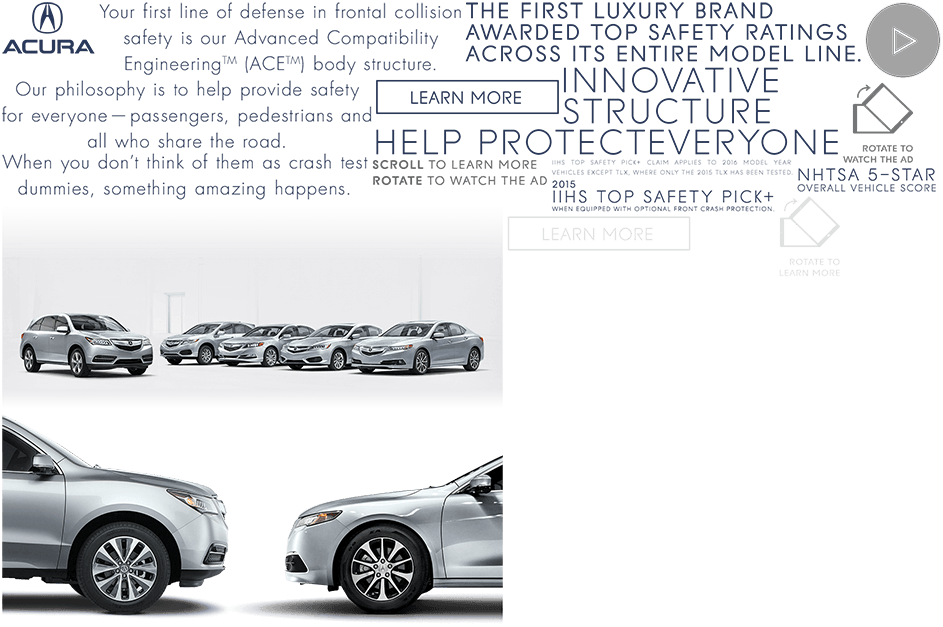 ACURA
Your first line of defense in frontal collision
safety is our Advanced Compatibility
Engineering™ (ACE™) body structure.
Our philosophy is to help provide safety
for everyone — passengers, pedestrians and
all who share the road.
When you don't think of them as crash test
dummies, something amazing happens.
THE FIRST LUXURY BRAND
AWARDED TOP SAFETY RATINGS
ACROSS ITS ENTIRE MODEL LINE.
LEARN MORE
INNOVATIVE
STRUCTURE
HELP PROTECT
EVERYONE
SCROLL TO LEARN MORE
ROTATE TO WATCH THE AD
IIHS TOP SAFETY PICK+ CLAIM APPLIES TO 2016 MODEL YEAR
VEHICLES EXCEPT TLX, WHERE ONLY THE 2015 TLX HAS BEEN TESTED.
2015
IIHS TOP SAFETY PICK+
WHEN EQUIPPED WITH OPTIONAL FRONT CRASH PROTECTION.
ROTATE TO
WATCH THE AD
NHTSA 5-STAR
OVERALL VEHICLE SCORE
LEARN MORE
ROTATE TO
LEARN MORE